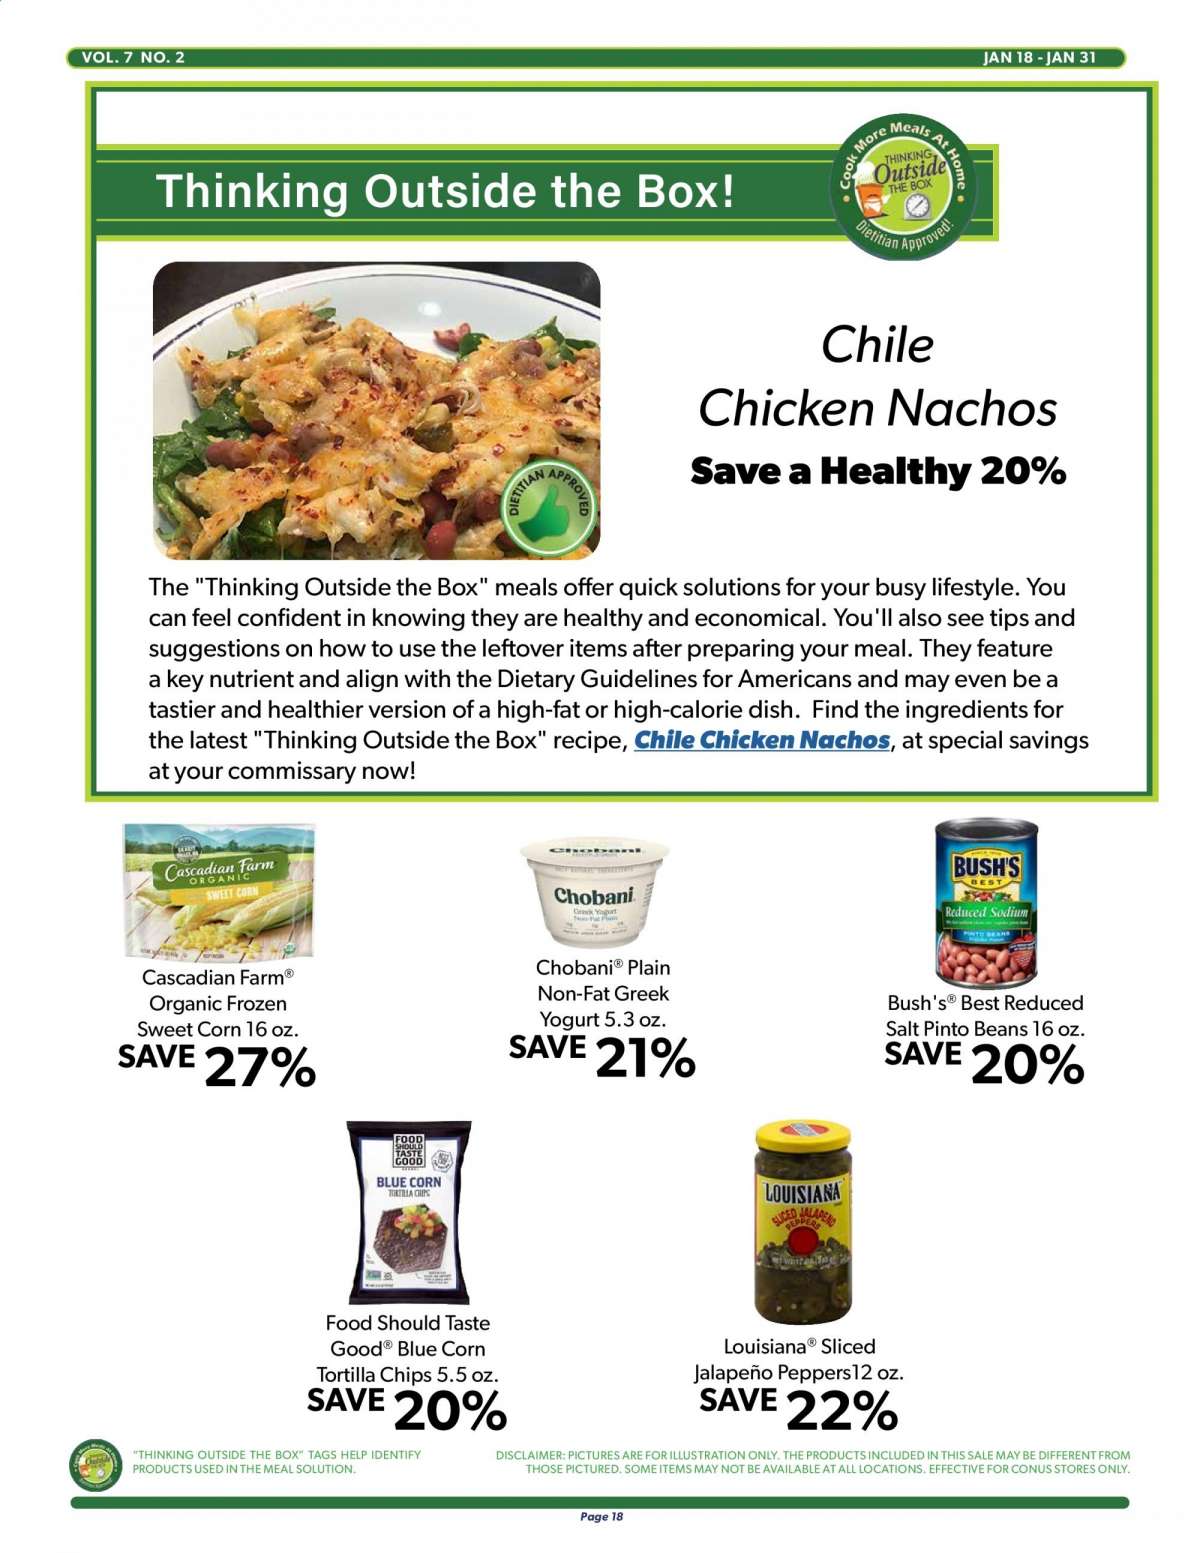 VOL. 7 NO. 2
JAN 18 - JAN 31
Thinking Outside the Box!
Cook More Meals At Home
THINKING
Outside
THE BOX
Dietitian Approved!
Chile
Chicken Nachos
Save a Healthy 20%
DIETITIAN APPROVED
The "Thinking Outside the Box" meals offer quick solutions for your busy lifestyle. You
can feel confident in knowing they are healthy and economical. You'll also see tips and
suggestions on how to use the leftover items after preparing your meal. They feature
a key nutrient and align with the Dietary Guidelines for Americans and may even be a
tastier and healthier version of a high-fat or high-calorie dish. Find the ingredients for
the latest "Thinking Outside the Box" recipe, Chile Chicken Nachos, at special savings
at your commissary now!
Cascadian Farm
ORGANIC
SWEET CORN
Cascadian Farm®
Organic Frozen
Sweet Corn 16 oz.
SAVE 27%
Chobani
Chobani
Greek Yogurt
Non-Fat Plain
Chobani® Plain
Non-Fat Greek
Yogurt 5.3 oz.
SAVE 21%
BUSH'S
BEST
Reduced Sodium
PINTO BEANS
Bush's® Best Reduced
Salt Pinto Beans 16 oz.
SAVE 20%
FOOD
SHOULD
TASTE
GOOD
BLUE CORN
TORTILLA CHIPS
Food Should Taste
Good® Blue Corn
Tortilla Chips 5.5 oz.
SAVE 20%
"LOUISIANA"
SLICED JALAPENO
PEPPERS
Louisiana® Sliced
Jalapeño Peppers12 oz.
SAVE 22%
"THINKING OUTSIDE THE BOX" TAGS HELP IDENTIFY
PRODUCTS USED IN THE MEAL SOLUTION.
DISCLAIMER: PICTURES ARE FOR ILLUSTRATION ONLY. THE PRODUCTS INCLUDED IN THIS SALE MAY BE DIFFERENT FROM
THOSE PICTURED. SOME ITEMS MAY NOT BE AVAILABLE AT ALL LOCATIONS. EFFECTIVE FOR CONUS STORES ONLY.
Page 18